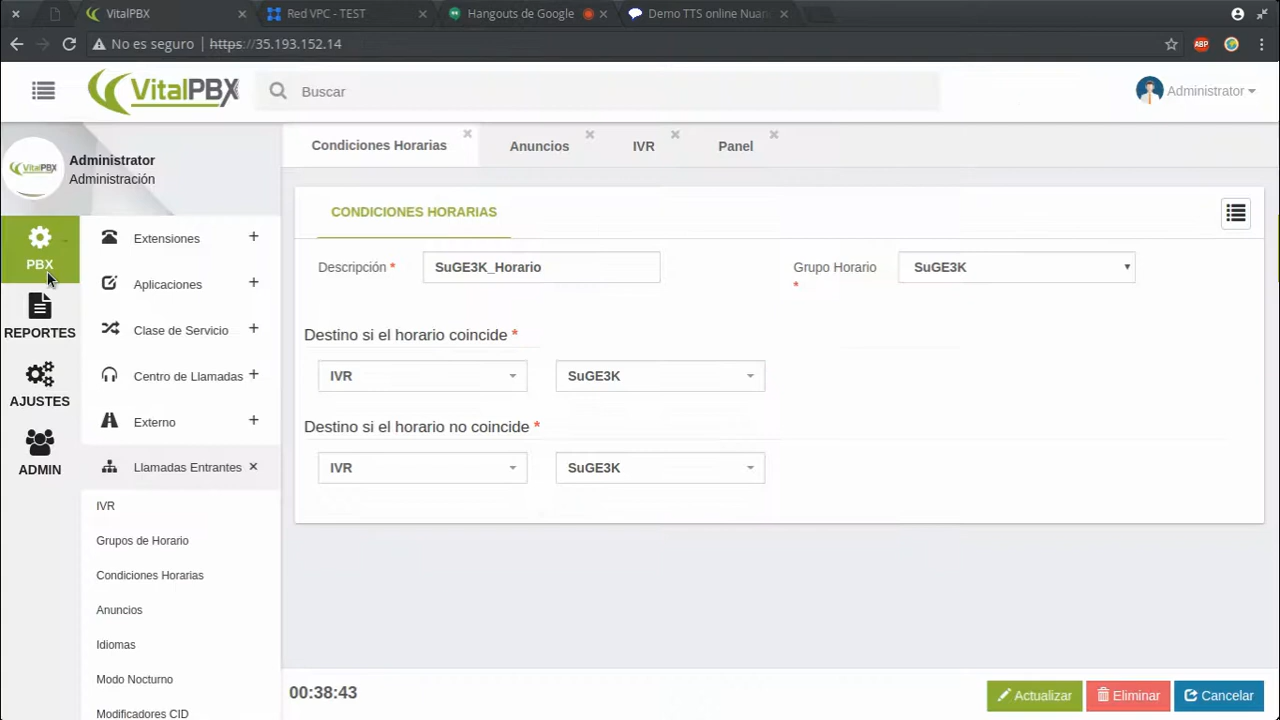 VitalPBX
Red VPC - TEST
Hangouts de Google
Demo TTS online Nuan
No es seguro
https://35.193.152.14
ABP
VitalPBX
Buscar
Administrator
VitalPBX
Administrator
Administración
Condiciones Horarias
Anuncios
IVR
Panel
PBX
REPORTES
AJUSTES
ADMIN
Extensiones +
Aplicaciones +
Clase de Servicio +
Centro de Llamadas +
Externo +
Llamadas Entrantes ×
IVR
Grupos de Horario
Condiciones Horarias
Anuncios
Idiomas
Modo Nocturno
Modificadores CID
CONDICIONES HORARIAS
Descripción *
SuGE3K_Horario
Grupo Horario *
SuGE3K
Destino si el horario coincide *
IVR
SuGE3K
Destino si el horario no coincide *
IVR
SuGE3K
00:38:43
Actualizar
Eliminar
Cancelar